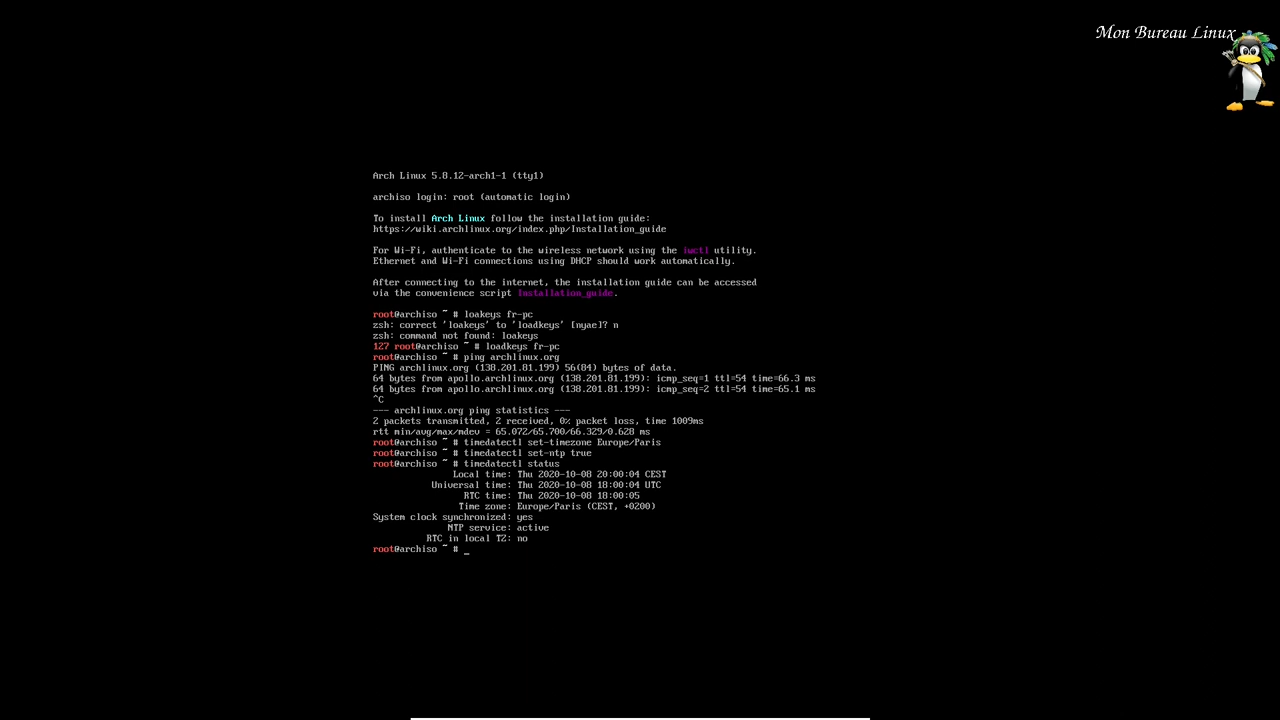 Mon Bureau Linux
Arch Linux 5.8.12-arch1-1 (tty1)
archiso login: root (automatic login)
To install Arch Linux follow the installation guide:
https://wiki.archlinux.org/index.php/Installation_guide
For Wi-Fi, authenticate to the wireless network using the iwctl utility.
Ethernet and Wi-Fi connections using DHCP should work automatically.
After connecting to the internet, the installation guide can be accessed
via the convenience script Installation_guide.
root@archiso ~ # loakeys fr-pc
zsh: correct 'loakeys' to 'loadkeys' [nyae]? n
zsh: command not found: loakeys
127 root@archiso ~ # loadkeys fr-pc
root@archiso ~ # ping archlinux.org
PING archlinux.org (138.201.81.199) 56(84) bytes of data.
64 bytes from apollo.archlinux.org (138.201.81.199): icmp_seq=1 ttl=54 time=66.3 ms
64 bytes from apollo.archlinux.org (138.201.81.199): icmp_seq=2 ttl=54 time=65.1 ms
^C
--- archlinux.org ping statistics ---
2 packets transmitted, 2 received, 0% packet loss, time 1009ms
rtt min/avg/max/mdev = 65.072/65.700/66.329/0.628 ms
root@archiso ~ # timedatectl set-timezone Europe/Paris
root@archiso ~ # timedatectl set-ntp true
root@archiso ~ # timedatectl status
Local time: Thu 2020-10-08 20:00:04 CEST
Universal time: Thu 2020-10-08 18:00:04 UTC
RTC time: Thu 2020-10-08 18:00:05
Time zone: Europe/Paris (CEST, +0200)
System clock synchronized: yes
NTP service: active
RTC in local TZ: no
root@archiso ~ # _